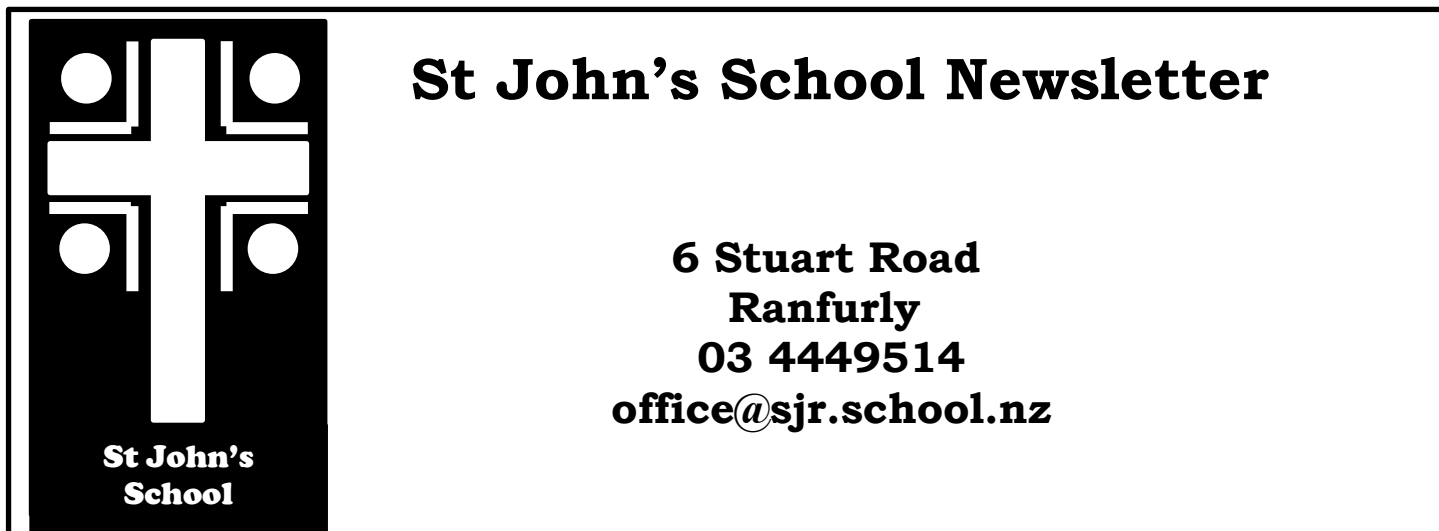 St John’s School Newsletter
6 Stuart Road
Ranfurly
03 4449514
office@sjr.school.nz
St John’s
School